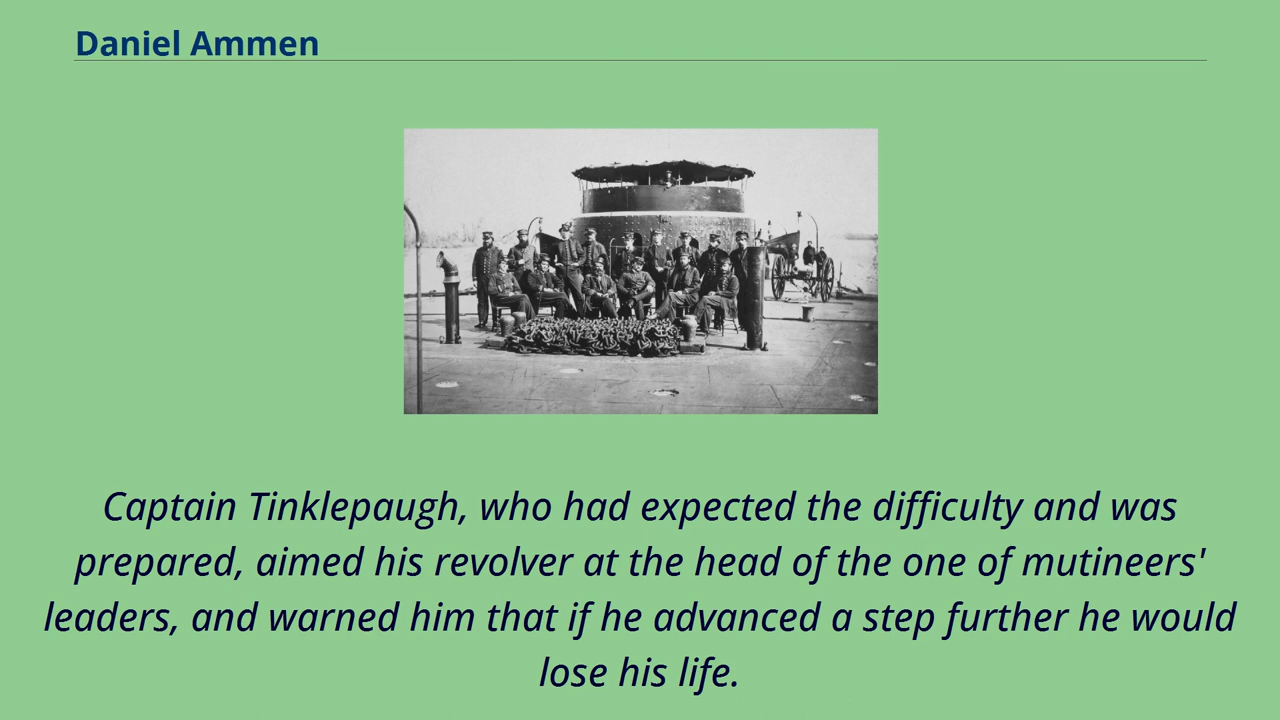 Daniel Ammen
Captain Tinklepaugh, who had expected the difficulty and was
prepared, aimed his revolver at the head of the one of mutineers'
leaders, and warned him that if he advanced a step further he would
lose his life.